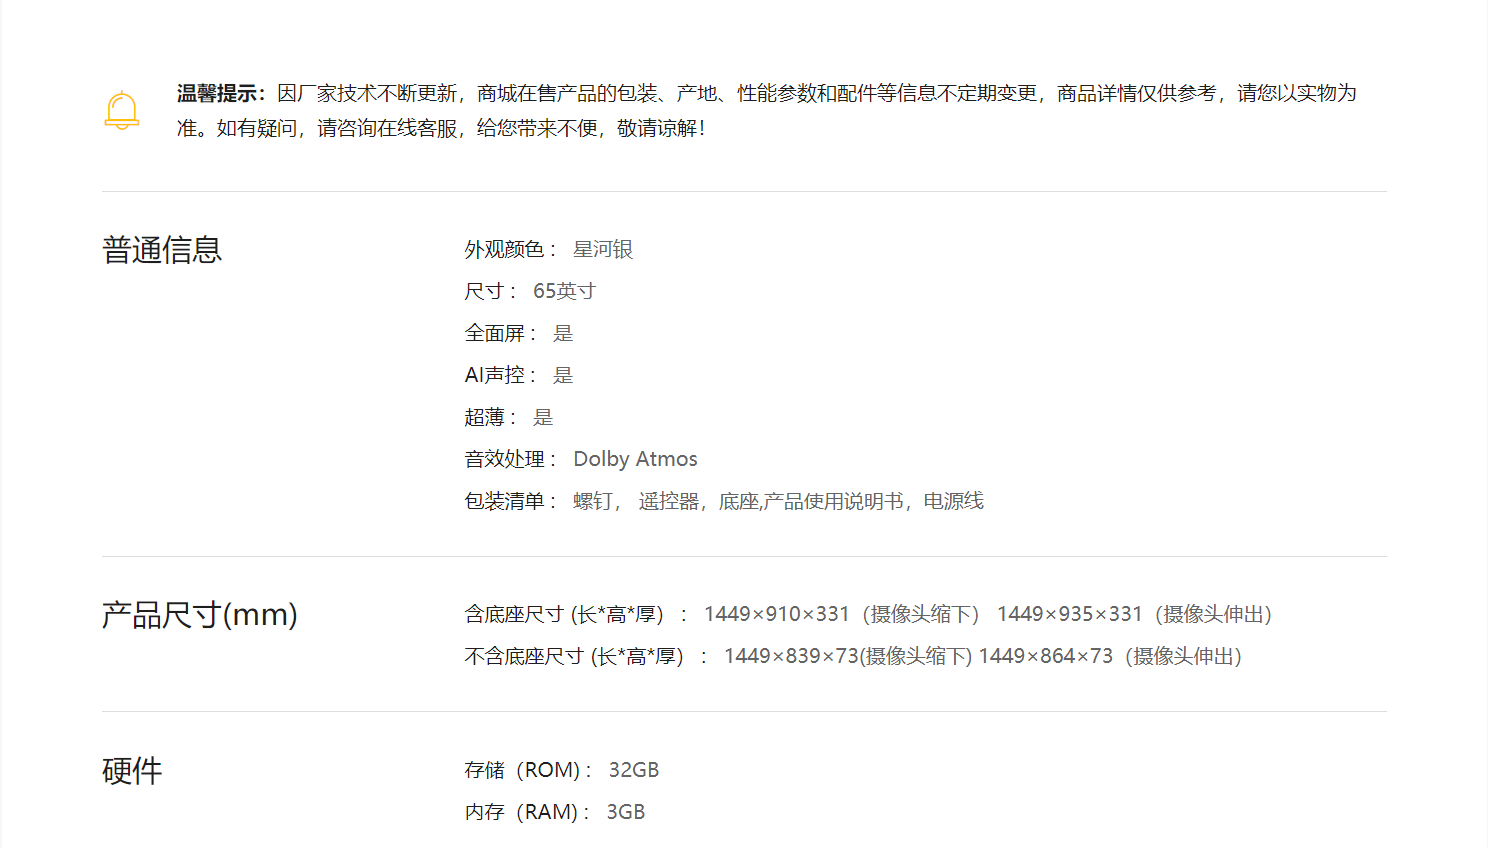 温馨提示：因厂家技术不断更新，商城在售产品的包装、产地、性能参数和配件等信息不定期变更，商品详情仅供参考，请您以实物为
准。如有疑问，请咨询在线客服，给您带来不便，敬请谅解！
普通信息
外观颜色： 星河银
尺寸： 65英寸
全面屏： 是
AI声控： 是
超薄： 是
音效处理： Dolby Atmos
包装清单： 螺钉， 遥控器，底座,产品使用说明书，电源线
产品尺寸(mm)
含底座尺寸 (长*高*厚）： 1449×910×331（摄像头缩下） 1449×935×331（摄像头伸出）
不含底座尺寸 (长*高*厚）： 1449×839×73(摄像头缩下) 1449×864×73（摄像头伸出）
硬件
存储（ROM)： 32GB
内存（RAM)： 3GB